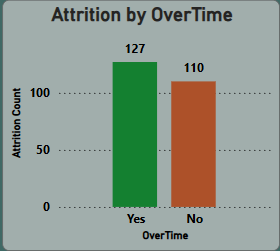 Attrition by OverTime
127
110
100
50
0
Attrition Count
Yes No
OverTime